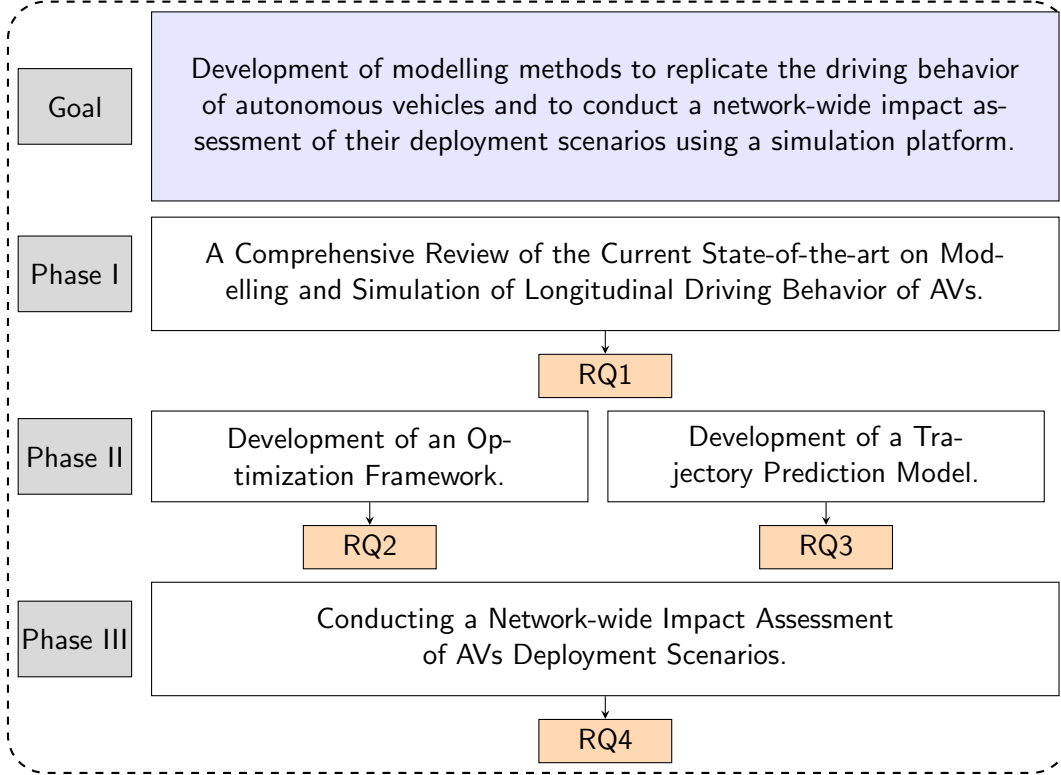 Goal
Development of modelling methods to replicate the driving behavior
of autonomous vehicles and to conduct a network-wide impact as-
sessment of their deployment scenarios using a simulation platform.
Phase I
A Comprehensive Review of the Current State-of-the-art on Mod-
elling and Simulation of Longitudinal Driving Behavior of AVs.
RQ1
Phase II
Development of an Op-
timization Framework.
Development of a Tra-
jectory Prediction Model.
RQ2
RQ3
Phase III
Conducting a Network-wide Impact Assessment
of AVs Deployment Scenarios.
RQ4